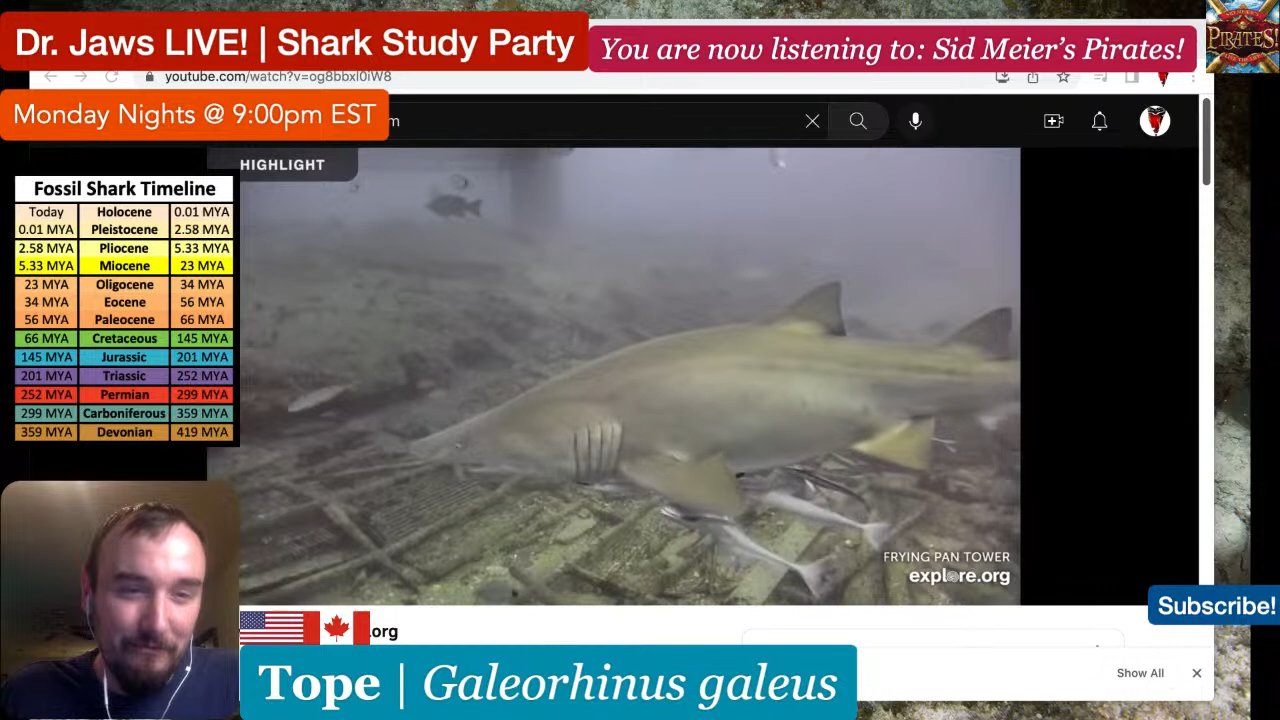 Dr. Jaws LIVE! | Shark Study Party
You are now listening to: Sid Meier's Pirates!
SID MEIER'S
PIRATES!
youtube.com/watch?v=og8bbxl0iW8
Monday Nights @ 9:00pm EST
m
HIGHLIGHT
Fossil Shark Timeline
Today Holocene 0.01 MYA
0.01 MYA Pleistocene 2.58 MYA
2.58 MYA Pliocene 5.33 MYA
5.33 MYA Miocene 23 MYA
23 MYA Oligocene 34 MYA
34 MYA Eocene 56 MYA
56 MYA Paleocene 66 MYA
66 MYA Cretaceous 145 MYA
145 MYA Jurassic 201 MYA
201 MYA Triassic 252 MYA
252 MYA Permian 299 MYA
299 MYA Carboniferous 359 MYA
359 MYA Devonian 419 MYA
FRYING PAN TOWER
explore.org
Subscribe!
.org
Tope | Galeorhinus galeus
Show All